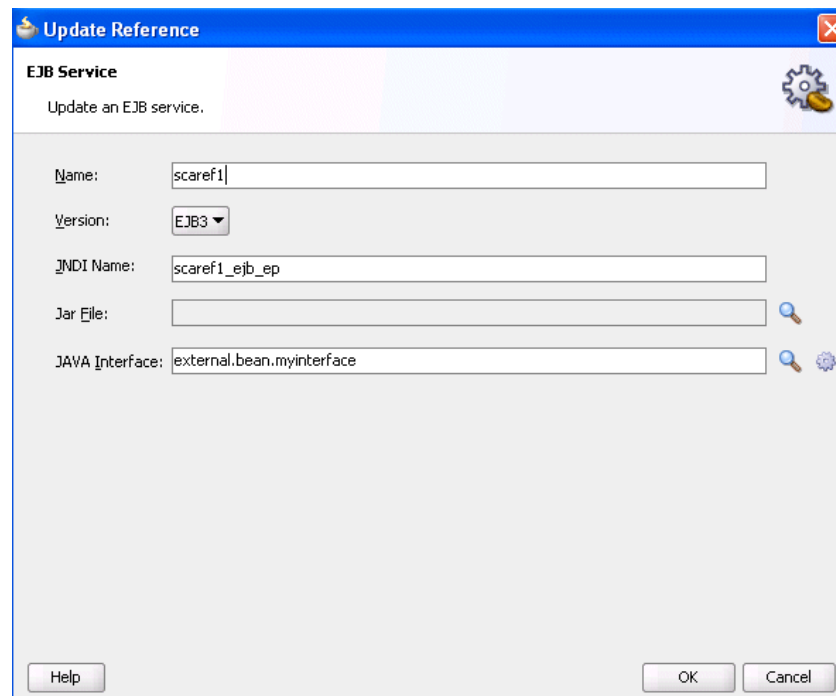 Update Reference
EJB Service
Update an EJB service.
Name: scaref1
Version: EJB3
JNDI Name: scaref1_ejb_ep
Jar File:
JAVA Interface: external.bean.myinterface
Help OK Cancel